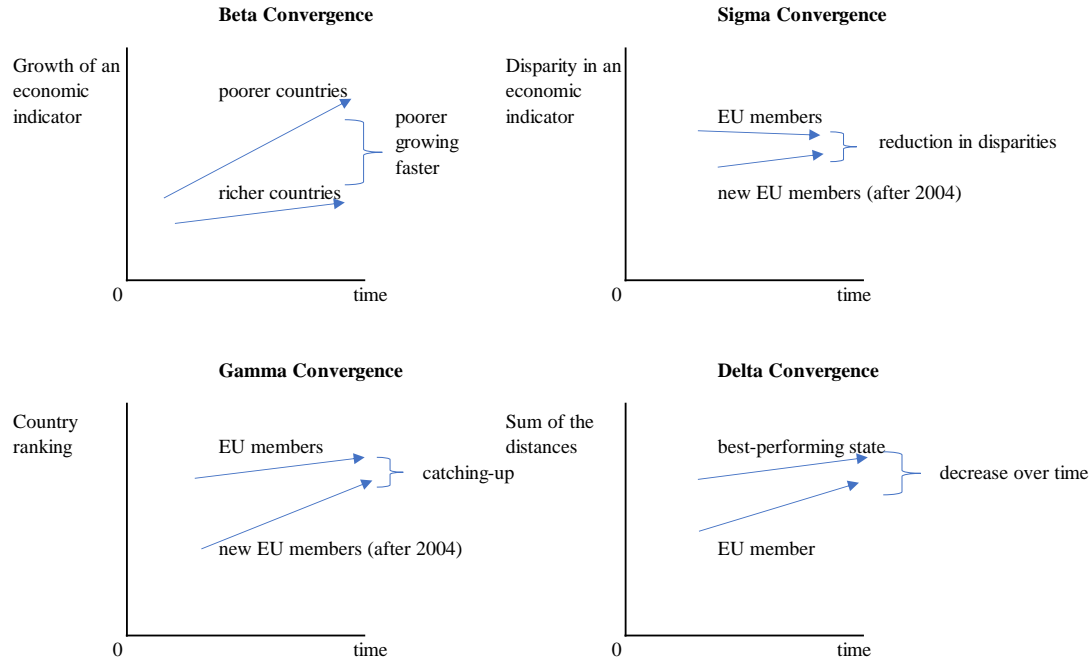 Beta Convergence
Growth of an
economic
indicator
poorer countries
poorer
growing
faster
richer countries
0
time
Sigma Convergence
Disparity in an
economic
indicator
EU members
reduction in disparities
new EU members (after 2004)
0
time
Gamma Convergence
Country
ranking
EU members
catching-up
new EU members (after 2004)
0
time
Delta Convergence
Sum of the
distances
best-performing state
decrease over time
EU member
0
time